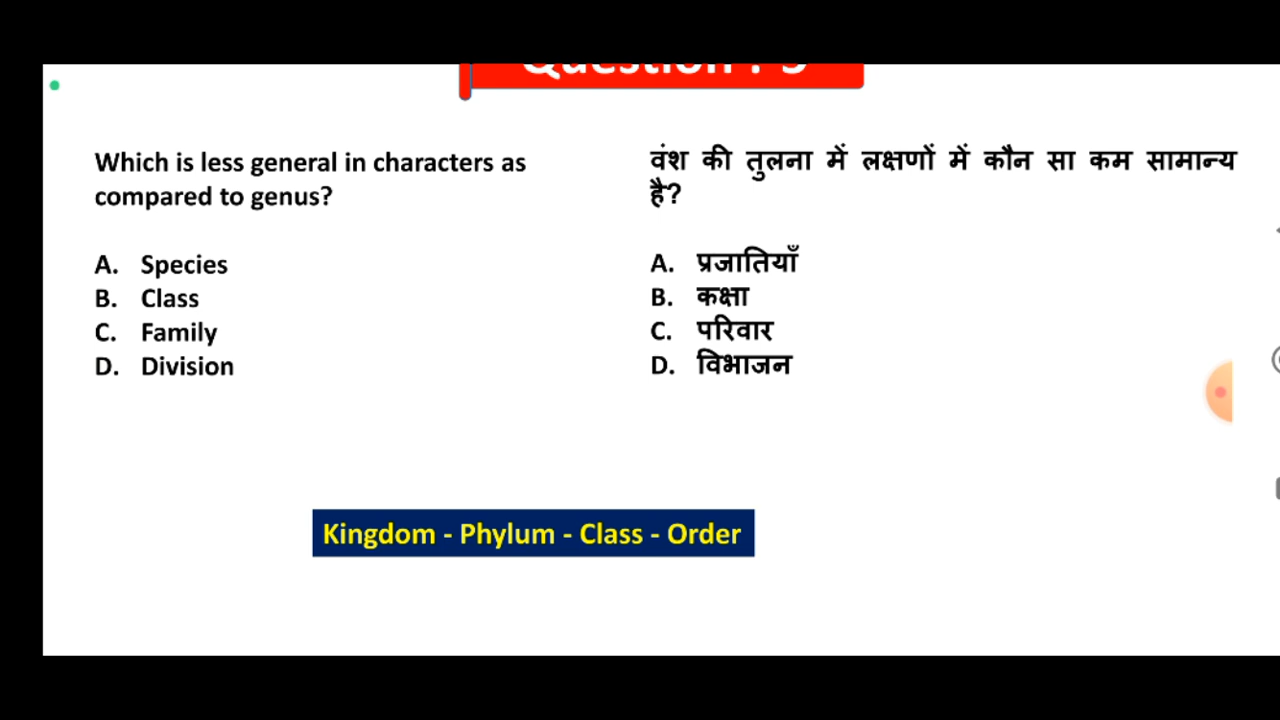 Which is less general in characters as
compared to genus?
A. Species
B. Class
C. Family
D. Division
वंश की तुलना में लक्षणों में कौन सा कम सामान्य
है?
A. प्रजातियाँ
B. कक्षा
C. परिवार
D. विभाजन
Kingdom - Phylum - Class - Order